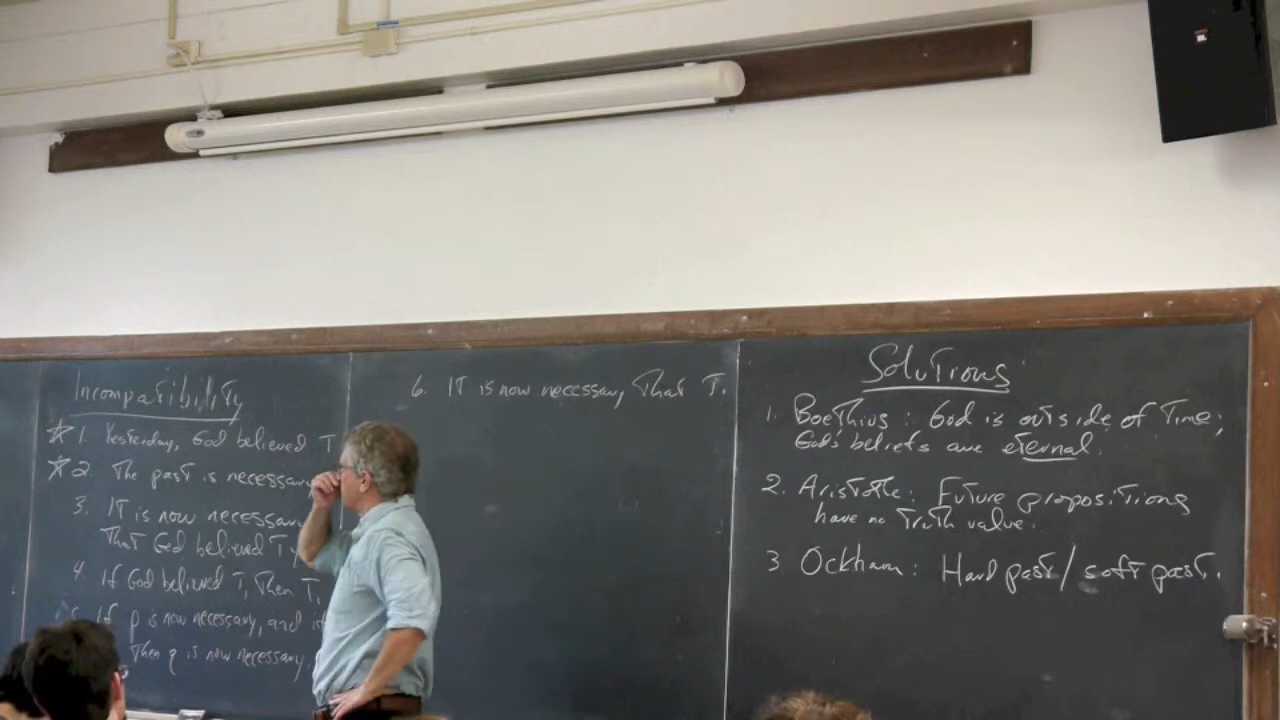 Incompatibility
☆ 1. Yesterday, God believed T
☆ 2. The past is necessary
3. IT is now necessary
That God believed T
4. If God believed T, Then T.
5. If p is now necessary, and if
Then q is now necessary.
6. IT is now necessary That T.
Solutions
1. Boethius: God is outside of Time;
God's beliefs are eternal.
2. Aristotle: Future propositions
have no Truth value.
3 Ockham: Hard past / soft past.